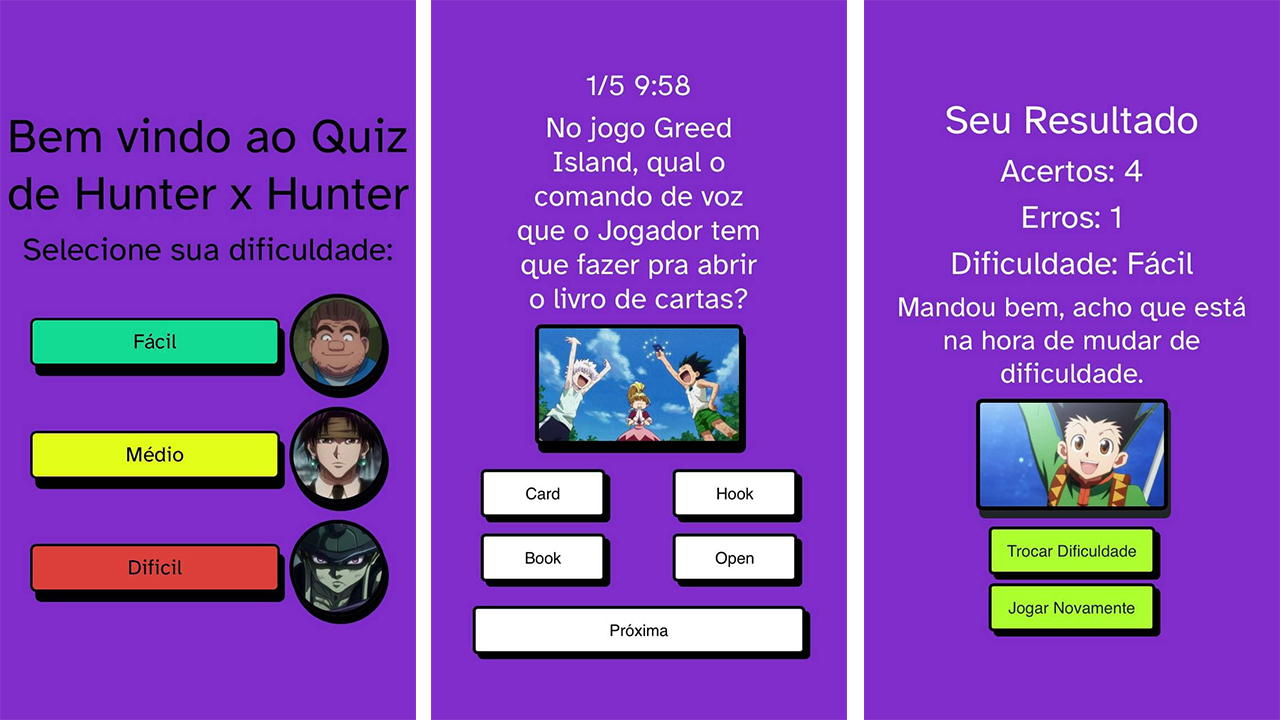 Bem vindo ao Quiz
de Hunter x Hunter
Selecione sua dificuldade:
Fácil
Médio
Dificil
1/5 9:58
No jogo Greed
Island, qual o
comando de voz
que o Jogador tem
que fazer pra abrir
o livro de cartas?
Card
Hook
Book
Open
Próxima
Seu Resultado
Acertos: 4
Erros: 1
Dificuldade: Fácil
Mandou bem, acho que está
na hora de mudar de
dificuldade.
Trocar Dificuldade
Jogar Novamente